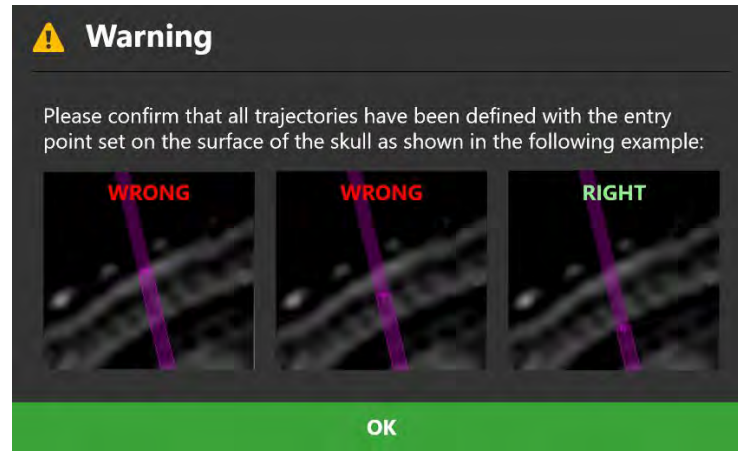 Warning
Please confirm that all trajectories have been defined with the entry
point set on the surface of the skull as shown in the following example:
WRONG
WRONG
RIGHT
OK